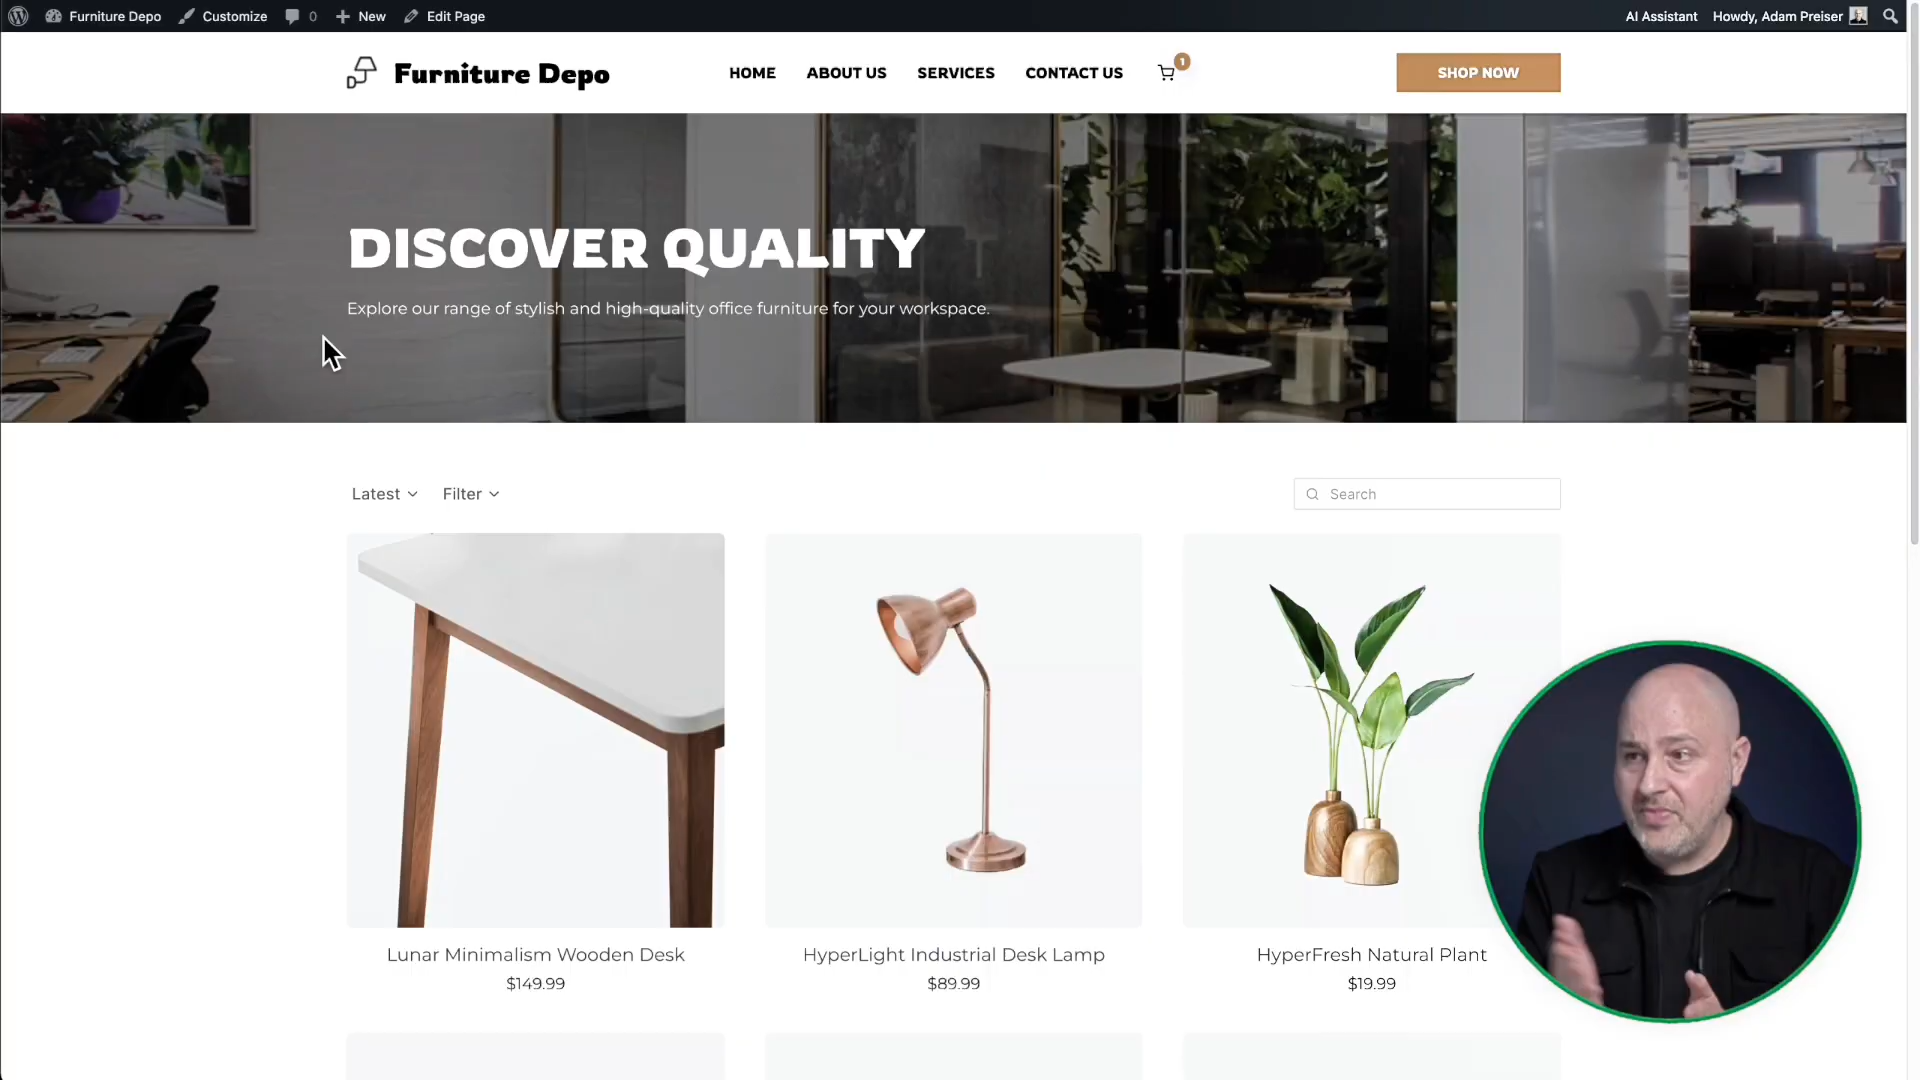 Furniture Depo Customize 0 New Edit Page AI Assistant Howdy, Adam Preiser
Furniture Depo HOME ABOUT US SERVICES CONTACT US 1 SHOP NOW
DISCOVER QUALITY
Explore our range of stylish and high-quality office furniture for your workspace.
Latest Filter Search
Lunar Minimalism Wooden Desk
$149.99
HyperLight Industrial Desk Lamp
$89.99
HyperFresh Natural Plant
$19.99